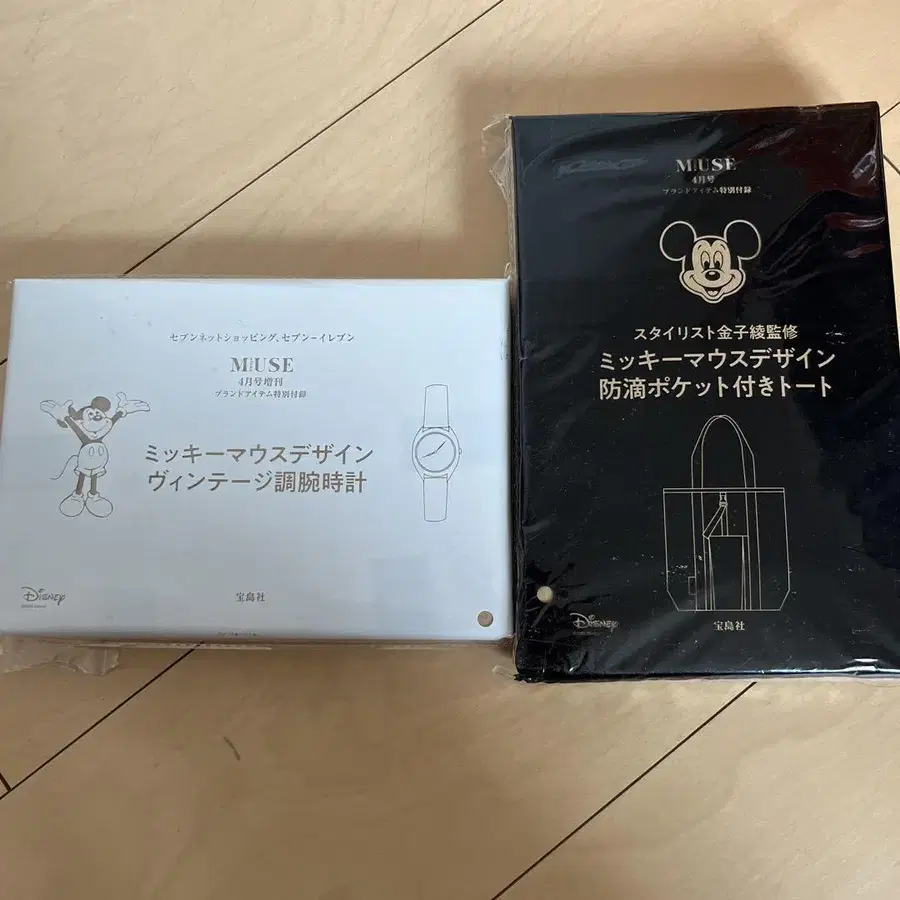 セブンネットショッピング、セブン-イレブン
MUSE
4月号増刊
ブランドアイテム特別付録
ミッキーマウスデザイン
ヴィンテージ調腕時計
Disney
宝島社
MUSE
4月号
ブランドアイテム特別付録
スタイリスト金子綾監修
ミッキーマウスデザイン
防滴ポケット付きトート
Disney
宝島社